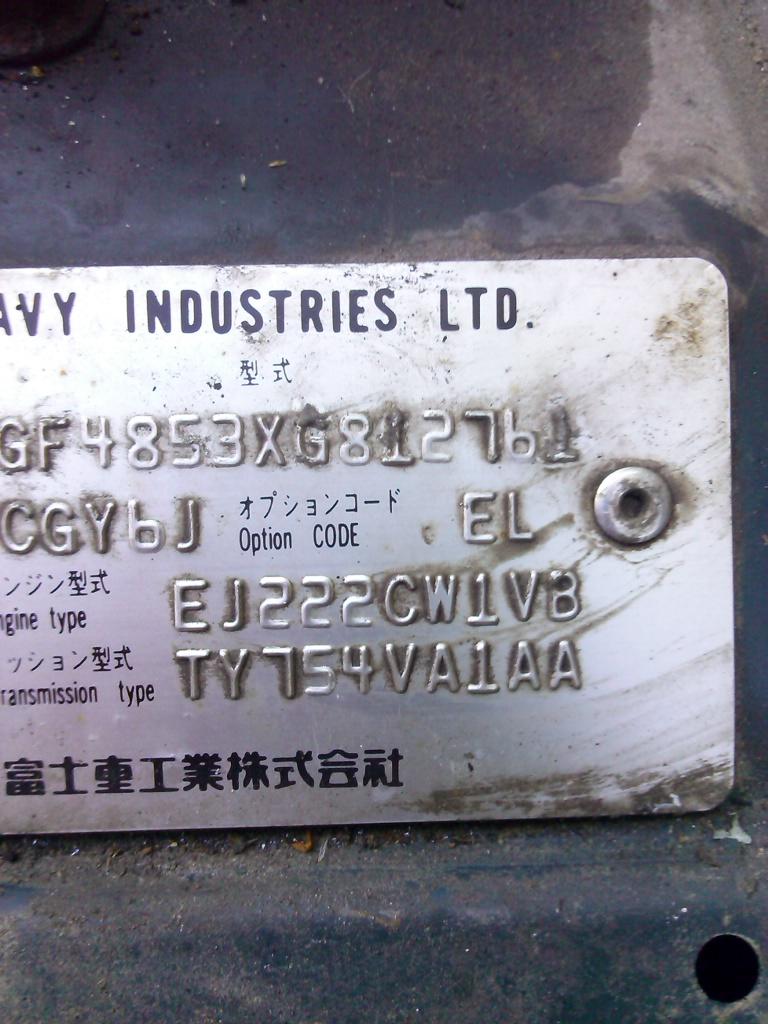 AVY INDUSTRIES LTD.
型式
GF4853XG812761
CGY6J オプションコード Option CODE EL
ンジン型式
ngine type EJ222CW1VB
ッション型式
ransmission type TY754VA1AA
富士重工業株式会社